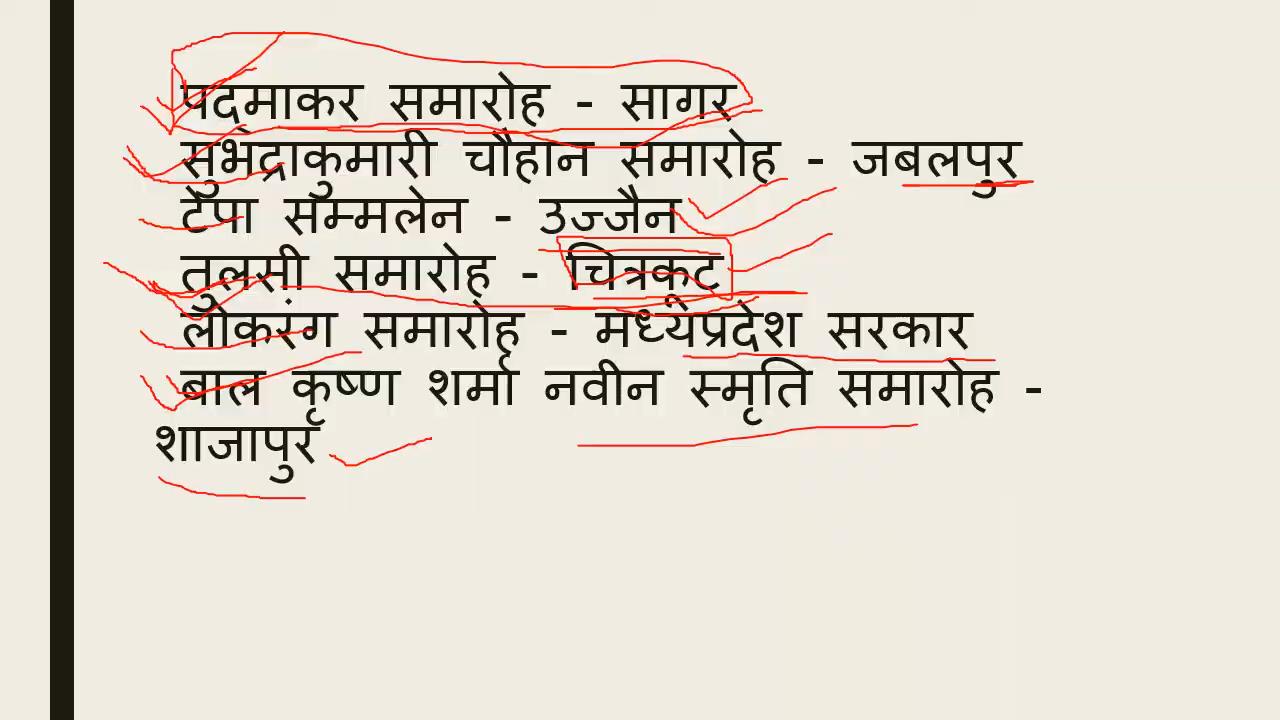 पदमाकर समारोह - सागर
सुभद्राकुमारी चौहान समारोह - जबलपुर
टेपा सम्मलेन - उज्जैन
तुलसी समारोह - चित्रकूट
लोकरंग समारोह - मध्यप्रदेश सरकार
बाल कृष्ण शर्मा नवीन स्मृति समारोह -
शाजापुर